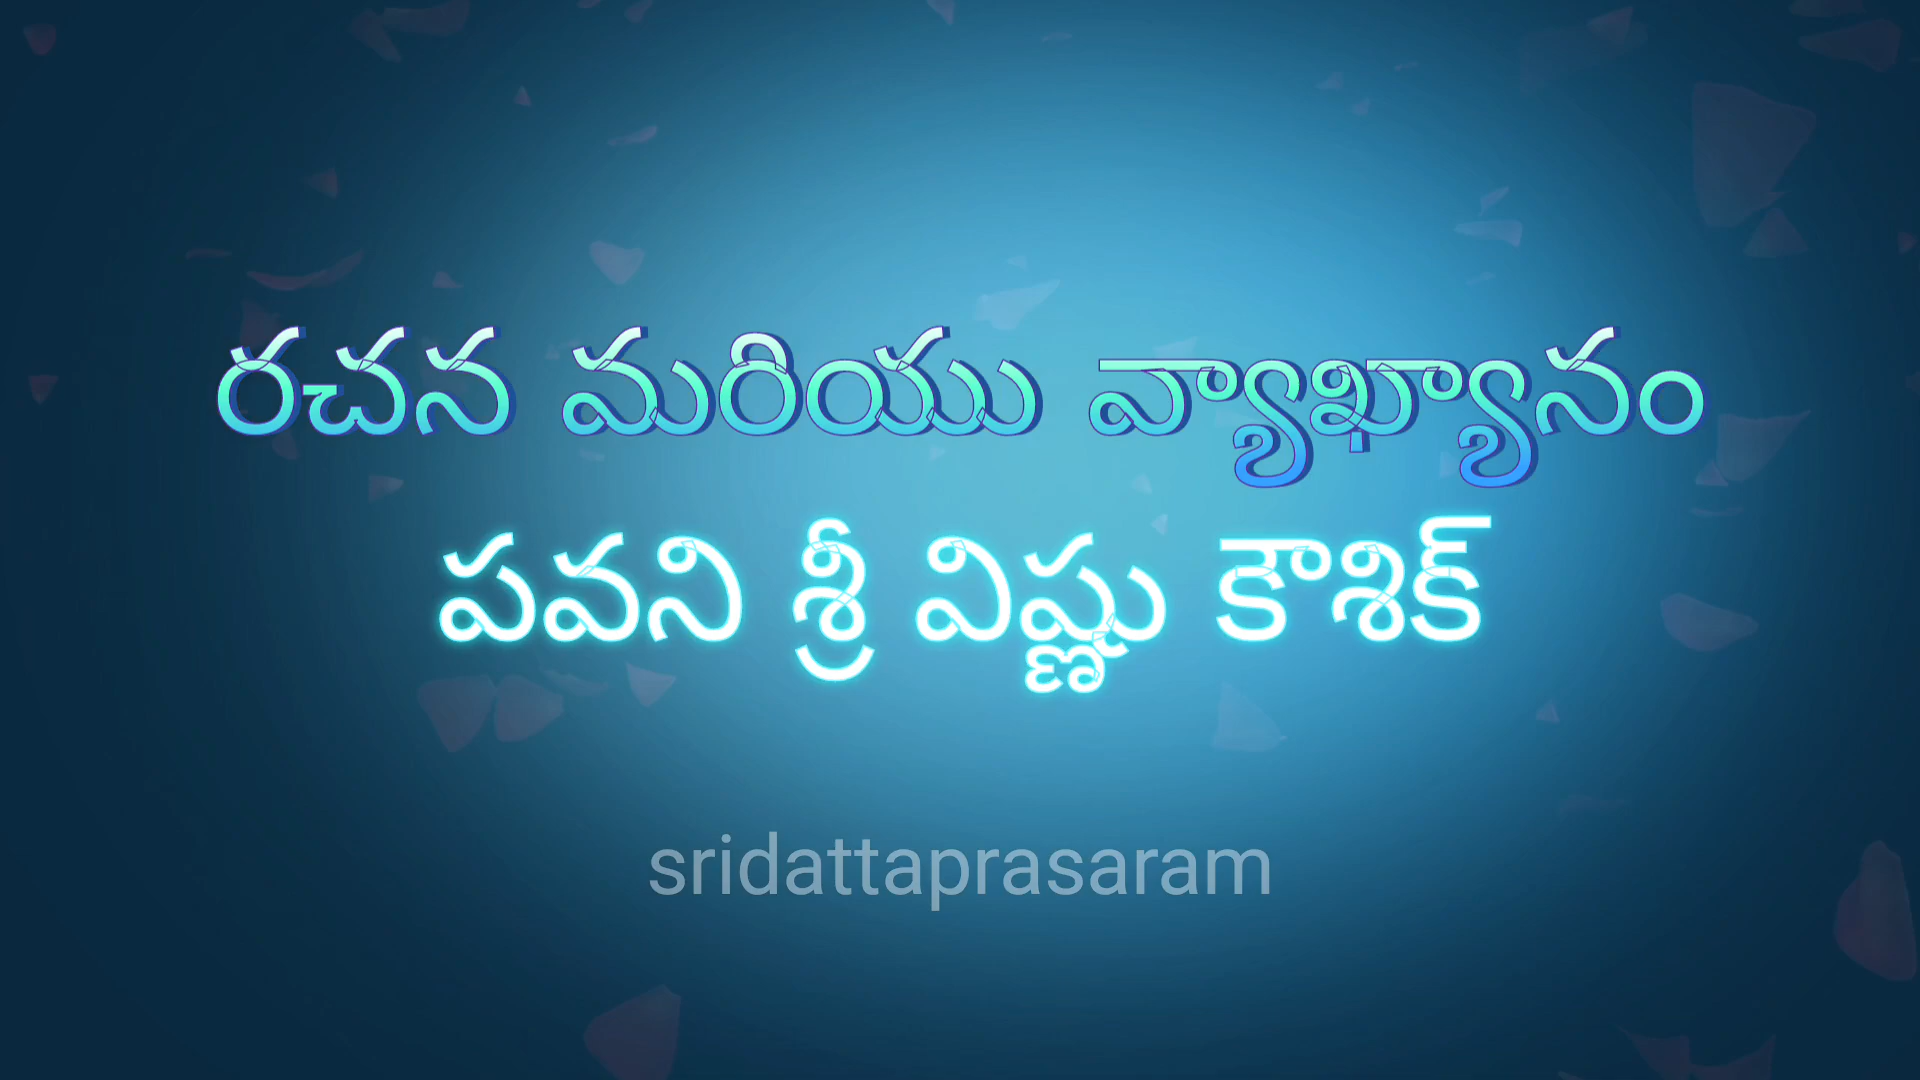 రచన మరియు వ్యాఖ్యానం
పవని శ్రీ విష్ణు కౌశిక్
sridattaprasaram